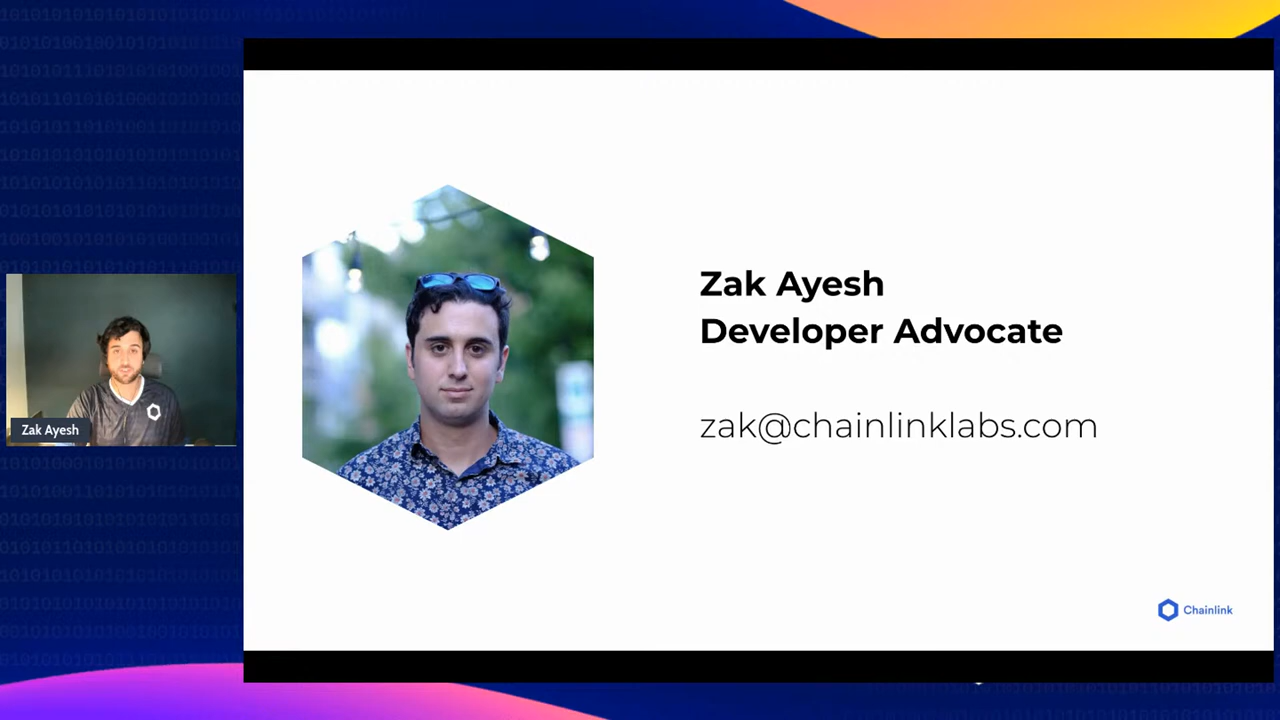 Zak Ayesh
Developer Advocate
zak@chainlinklabs.com
Zak Ayesh
Chainlink